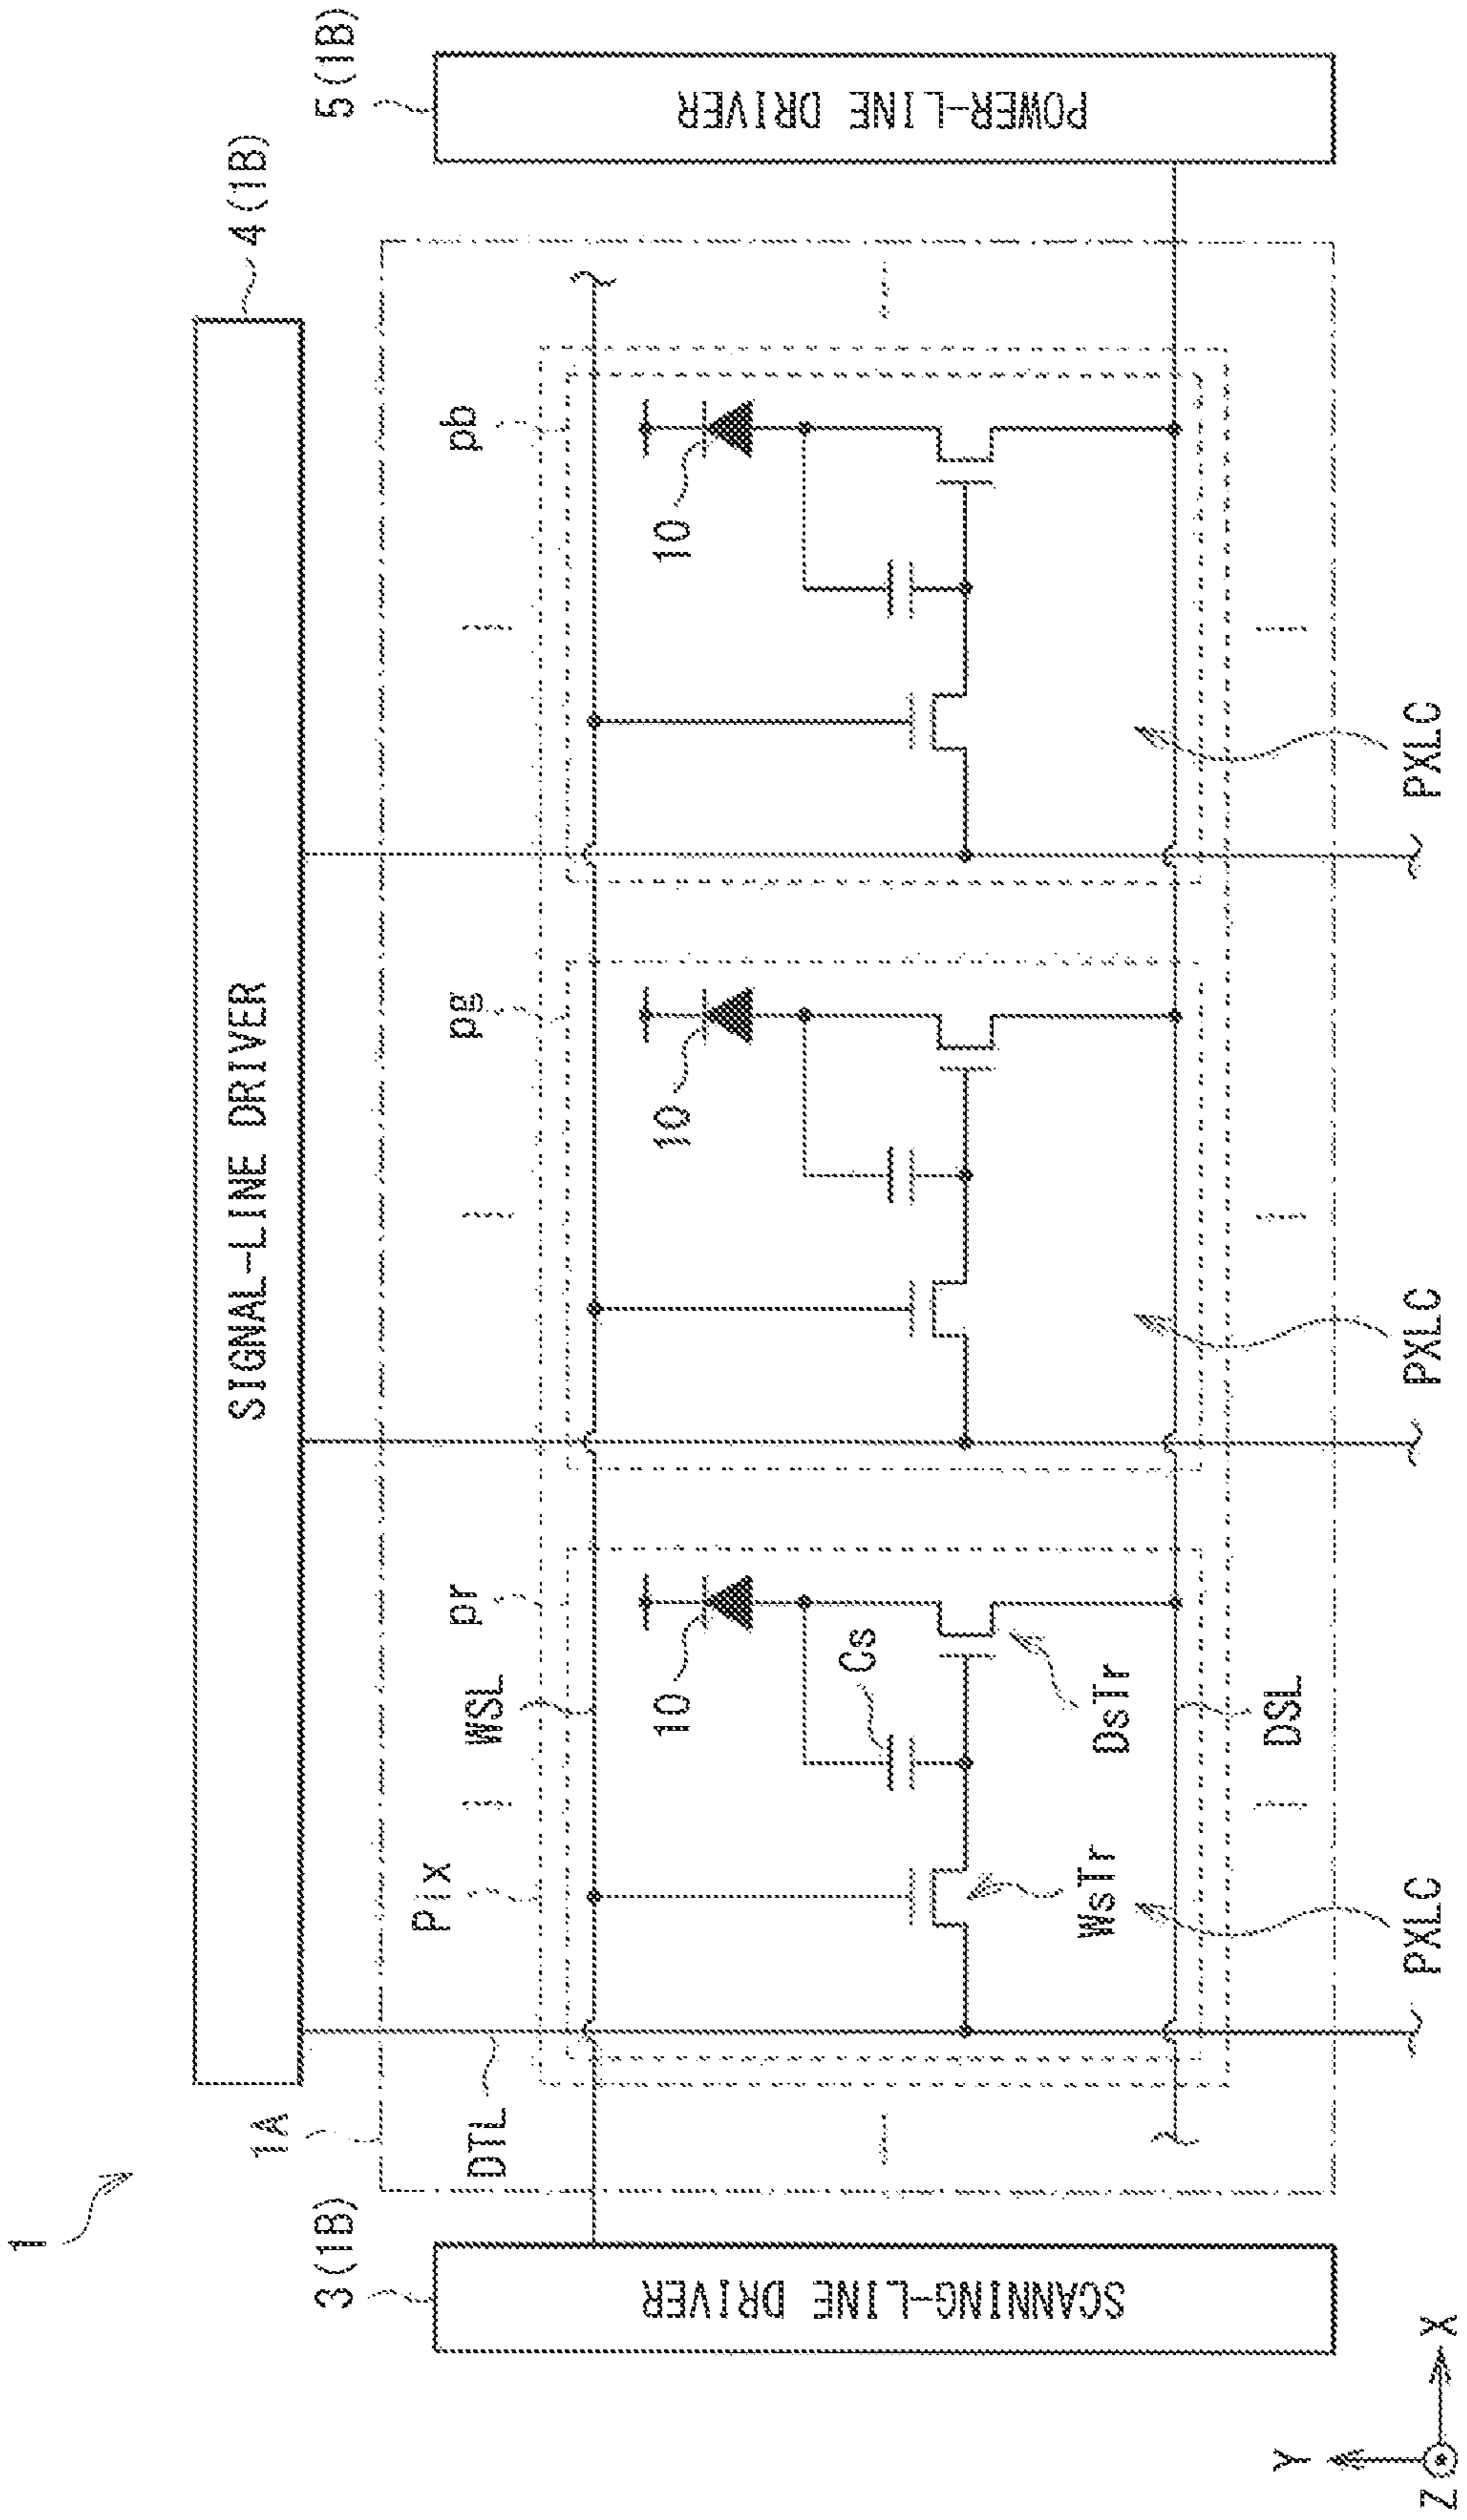 1
1A
4(1B)
SIGNAL-LINE DRIVER
3(1B)
SCANNING-LINE DRIVER
5(1B)
POWER-LINE DRIVER
DTL
Pix
WSL
pr
pg
pb
10
10
10
Cs
WsTr
DsTr
DSL
PXLC
PXLC
PXLC
Y
Z
X